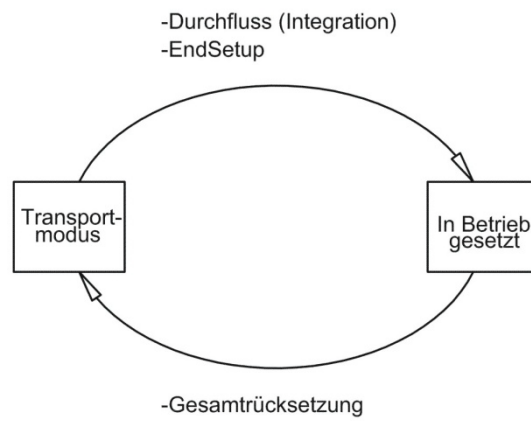 -Durchfluss (Integration)
-EndSetup
Transport-
modus
In Betrieb
gesetzt
-Gesamtrücksetzung